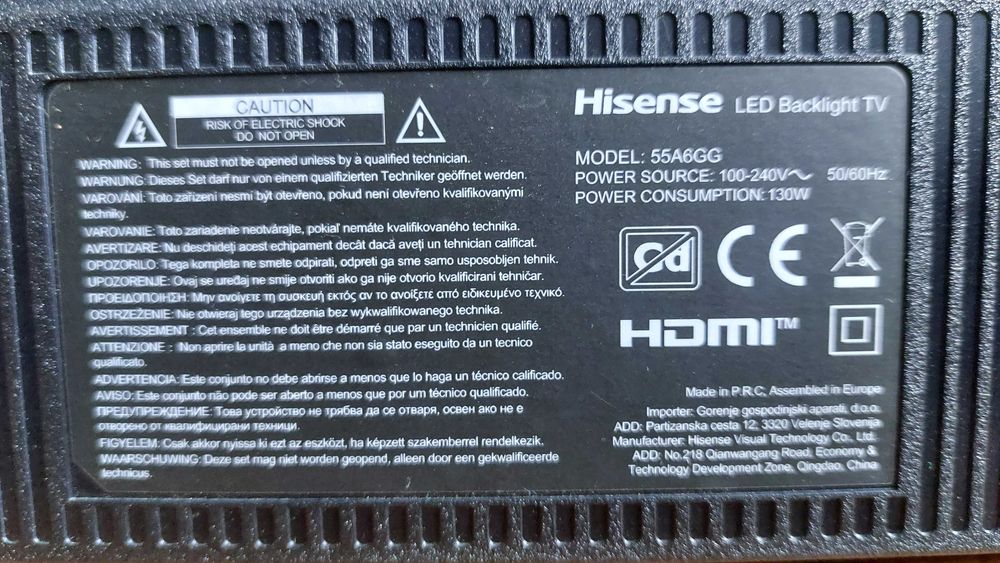 CAUTION
RISK OF ELECTRIC SHOCK
DO NOT OPEN
WARNING: This set must not be opened unless by a qualified technician.
WARNUNG: Dieses Set darf nur von einem qualifizierten Techniker geöffnet werden.
VAROVÁNÍ: Toto zařízení nesmí být otevřeno, pokud není otevřeno kvalifikovanými
techniky.
VAROVANIE: Toto zariadenie neotvárajte, pokiaľ nemáte kvalifikovaného technika.
AVERTIZARE: Nu deschideți acest echipament decât dacă aveți un tehnician calificat.
OPOZORILO: Tega kompleta ne smete odpirati, odpreti ga sme samo usposobljen tehnik.
UPOZORENJE: Ovaj se uređaj ne smije otvoriti ako ga nije otvorio kvalificirani tehničar.
ΠΡΟΕΙΔΟΠΟΙΗΣΗ: Μην ανοίγετε τη συσκευή εκτός αν το ανοίξετε από ειδικευμένο τεχνικό.
OSTRZEŻENIE: Nie otwieraj tego urządzenia bez wykwalifikowanego technika.
AVERTISSEMENT : Cet ensemble ne doit être démarré que par un technicien qualifié.
ATTENZIONE : Non aprire la unità a meno che non sia stato eseguito da un tecnico
qualificato.
ADVERTENCIA: Este conjunto no debe abrirse a menos que lo haga un técnico calificado.
AVISO: Este conjunto não pode ser aberto a menos que por um técnico qualificado.
ПРЕДУПРЕЖДЕНИЕ: Това устройство не трябва да се отваря, освен ако не е
отворено от квалифицирани техници.
FIGYELEM: Csak akkor nyissa ki ezt az eszközt, ha képzett szakemberrel rendelkezik.
WAARSCHUWING: Deze set mag niet worden geopend, alleen door een gekwalificeerde
technicus.
Hisense LED Backlight TV
MODEL: 55A6GG
POWER SOURCE: 100-240V～ 50/60Hz
POWER CONSUMPTION: 130W
Cd
CE
HDMI™
Made in P.R.C, Assembled in Europe
Importer: Gorenje gospodinjski aparati, d.o.o.
ADD: Partizanska cesta 12, 3320 Velenje Slovenija
Manufacturer: Hisense Visual Technology Co., Ltd.
ADD: No.218 Qianwangang Road, Economy &
Technology Development Zone, Qingdao, China